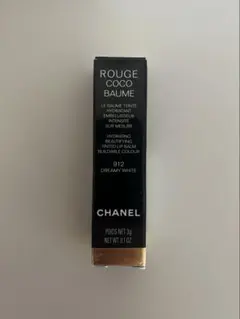 ROUGE
COCO
BAUME
LE BAUME TEINTÉ
HYDRATANT
EMBELLISSEUR
INTENSITÉ
SUR MESURE
HYDRATING
BEAUTIFYING
TINTED LIP BALM
BUILDABLE COLOUR
912
DREAMY WHITE
CHANEL
POIDS NET 3g
NET WT. 0.1 OZ.